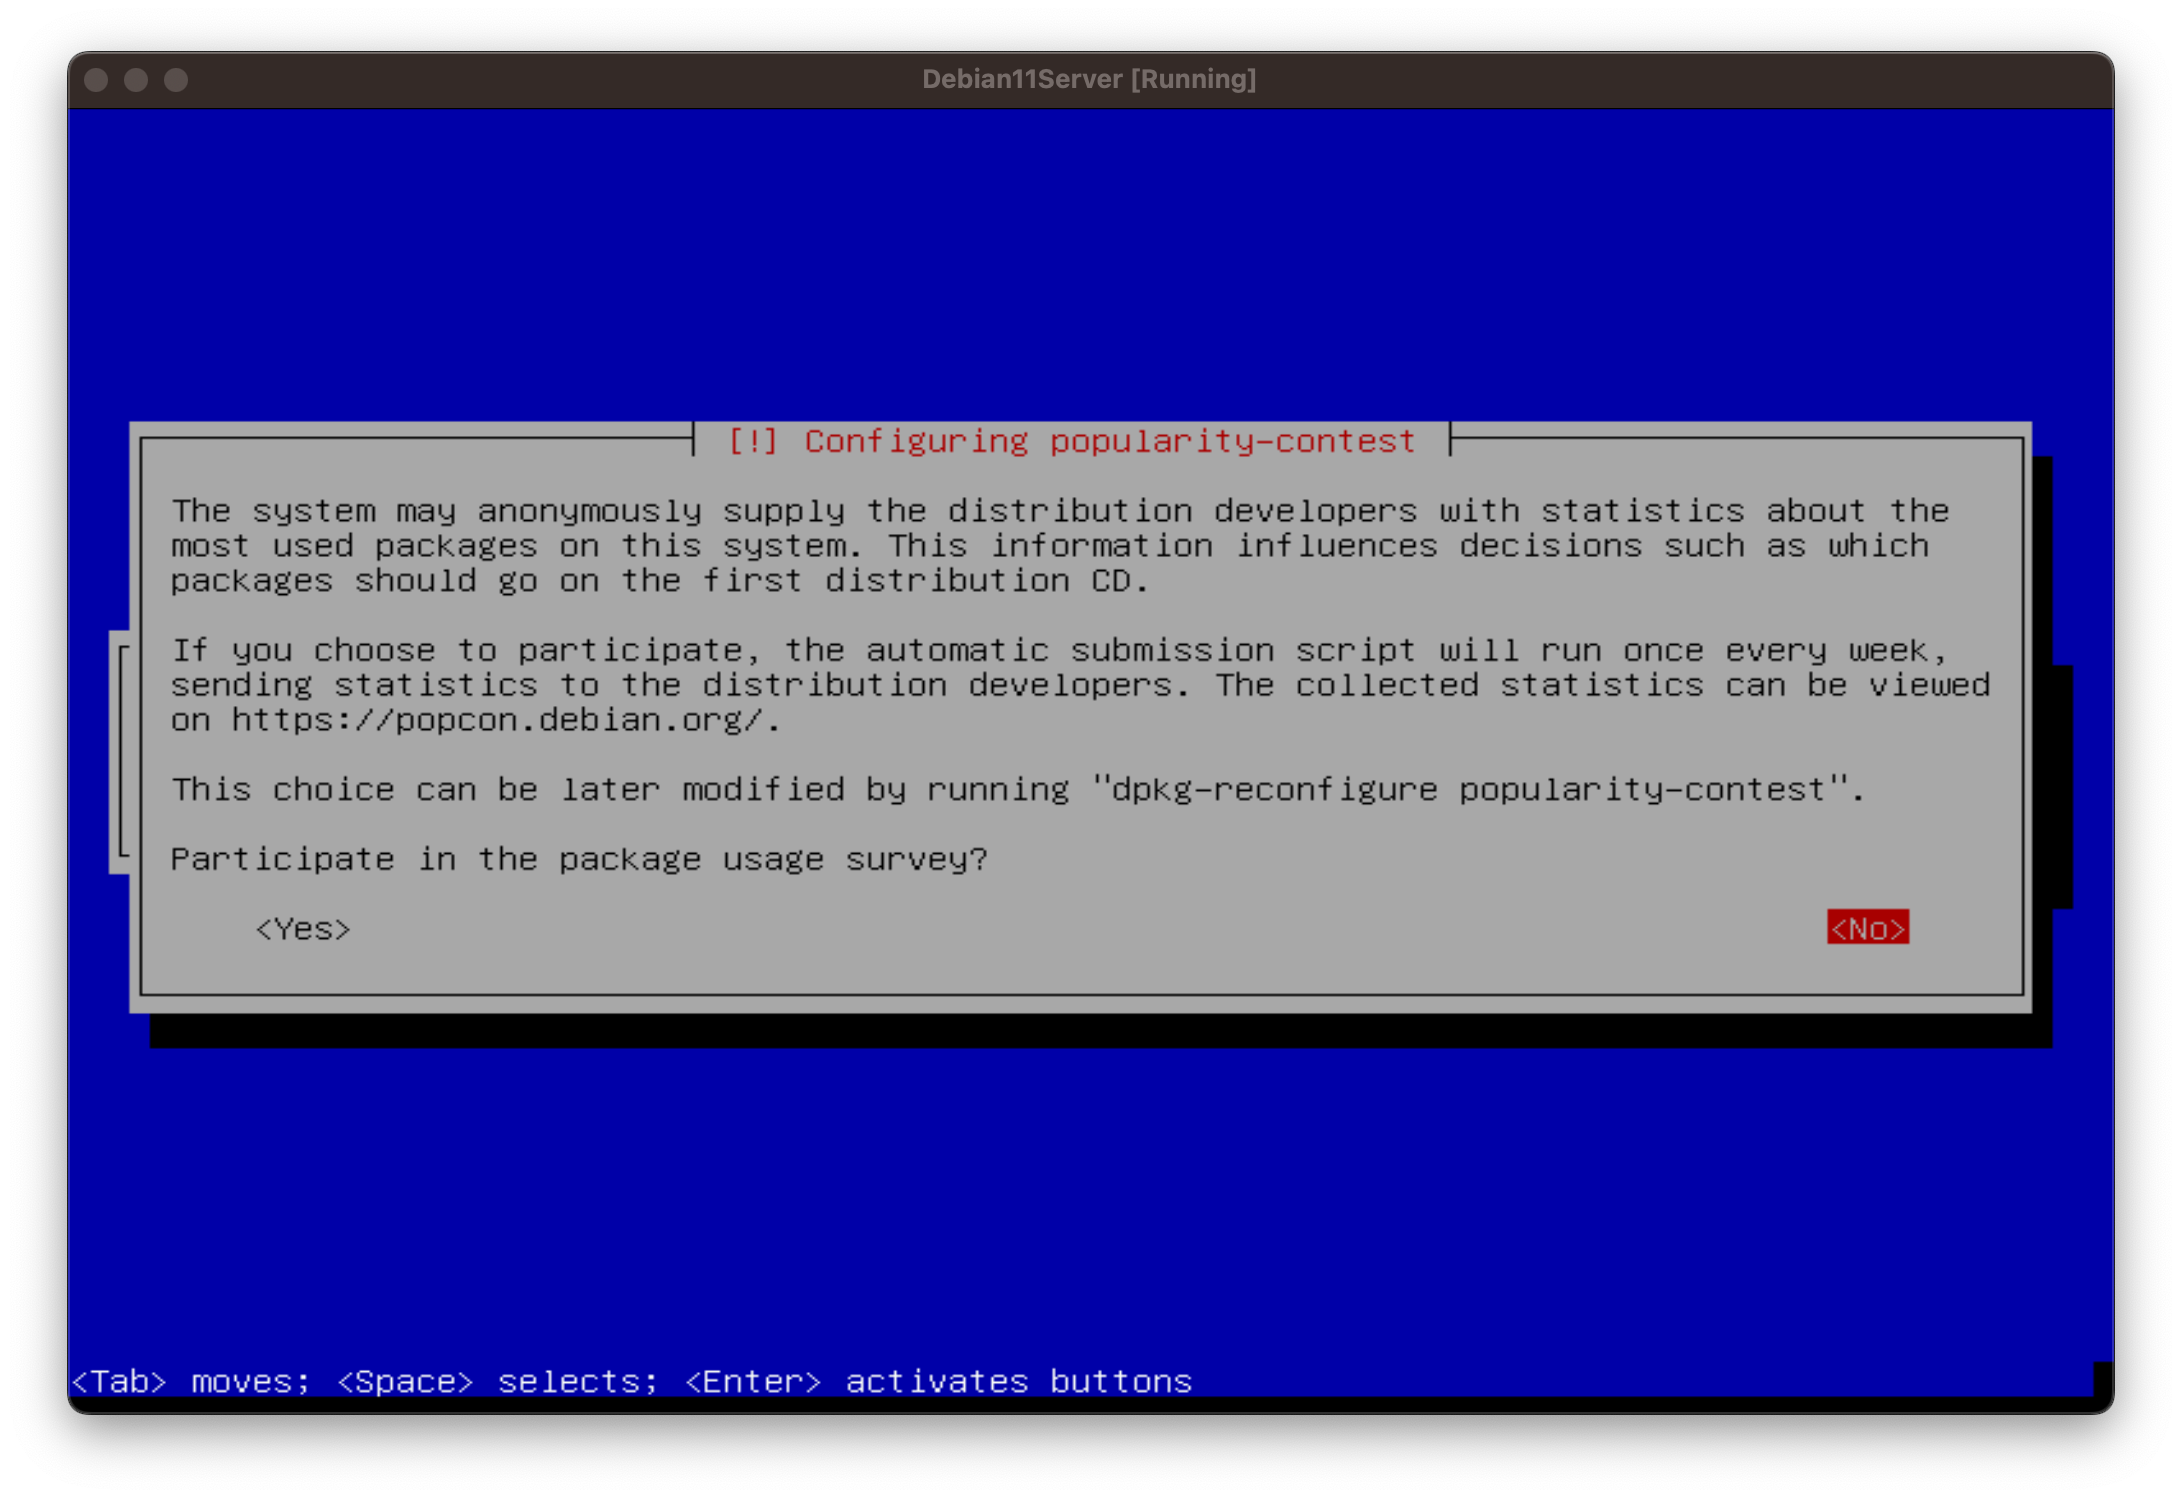 Debian11Server [Running]
[!] Configuring popularity-contest
The system may anonymously supply the distribution developers with statistics about the
most used packages on this system. This information influences decisions such as which
packages should go on the first distribution CD.
If you choose to participate, the automatic submission script will run once every week,
sending statistics to the distribution developers. The collected statistics can be viewed
on https://popcon.debian.org/.
This choice can be later modified by running "dpkg-reconfigure popularity-contest".
Participate in the package usage survey?
<Yes> <No>
<Tab> moves; <Space> selects; <Enter> activates buttons